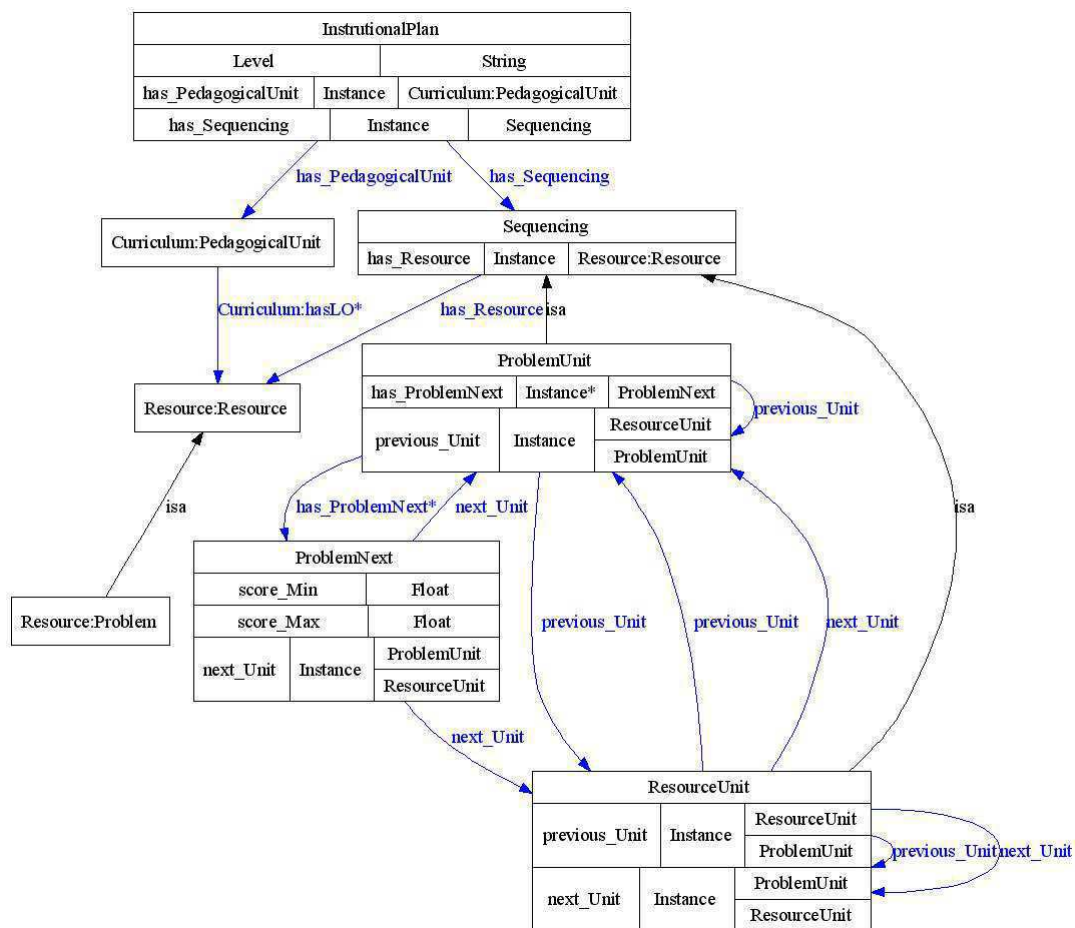 InstrutionalPlan
Level String
has_PedagogicalUnit Instance Curriculum:PedagogicalUnit
has_Sequencing Instance Sequencing
has_PedagogicalUnit has_Sequencing
Curriculum:PedagogicalUnit
Sequencing
has_Resource Instance Resource:Resource
Curriculum:hasLO* has_Resource isa
Resource:Resource
ProblemUnit
has_ProblemNext Instance* ProblemNext
previous_Unit Instance ResourceUnit
ProblemUnit
previous_Unit
isa
has_ProblemNext* next_Unit
isa
ProblemNext
score_Min Float
score_Max Float
next_Unit Instance ProblemUnit
ResourceUnit
Resource:Problem
previous_Unit previous_Unit next_Unit
next_Unit
ResourceUnit
previous_Unit Instance ResourceUnit
ProblemUnit
next_Unit Instance ProblemUnit
ResourceUnit
previous_Unit next_Unit